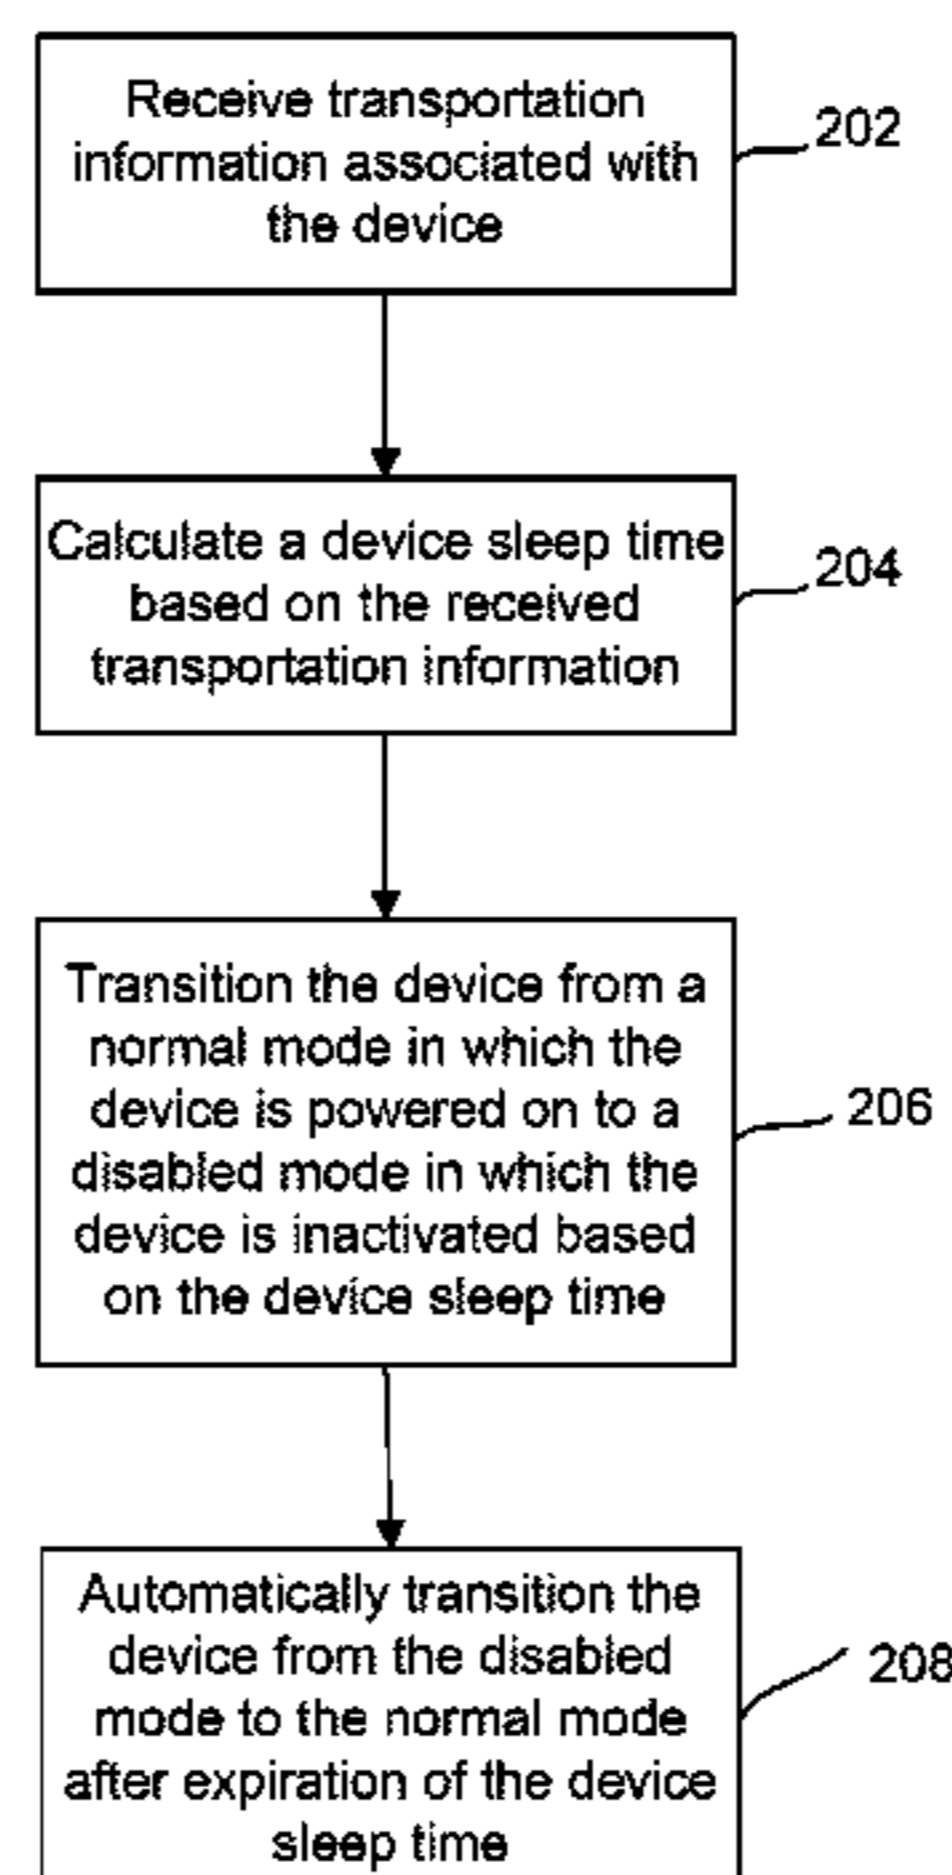 Receive transportation
information associated with
the device
202
Calculate a device sleep time
based on the received
transportation information
204
Transition the device from a
normal mode in which the
device is powered on to a
disabled mode in which the
device is inactivated based
on the device sleep time
206
Automatically transition the
device from the disabled
mode to the normal mode
after expiration of the device
sleep time
208